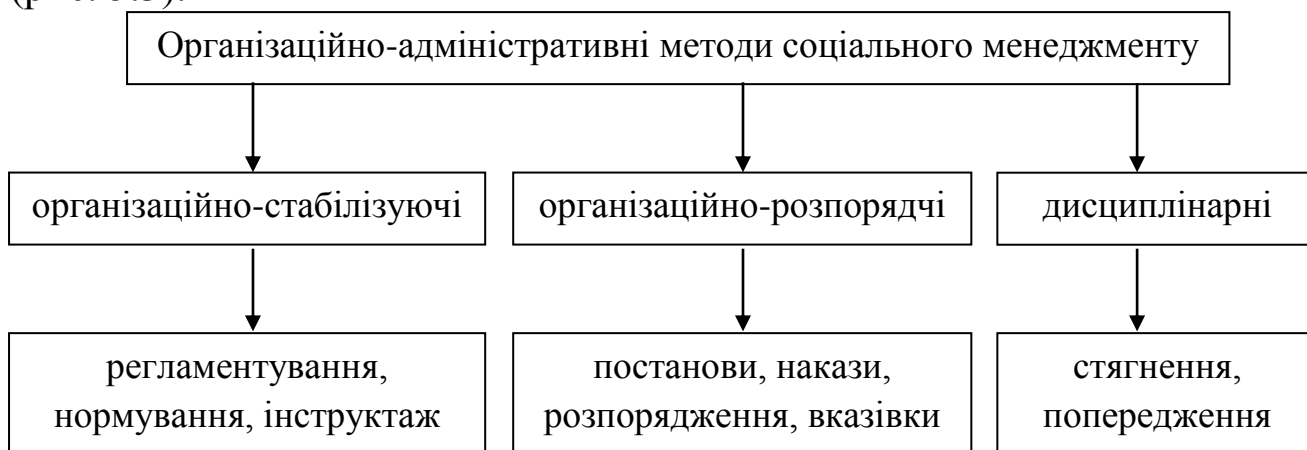 Організаційно-адміністративні методи соціального менеджменту
організаційно-стабілізуючі
організаційно-розпорядчі
дисциплінарні
регламентування,
нормування, інструктаж
постанови, накази,
розпорядження, вказівки
стягнення,
попередження